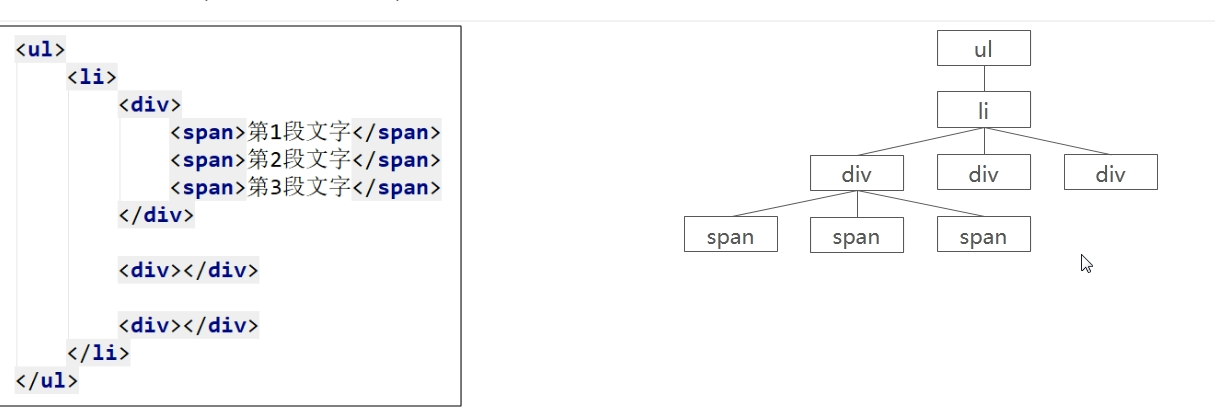 <ul>
<li>
<div>
<span>第1段文字</span>
<span>第2段文字</span>
<span>第3段文字</span>
</div>
<div></div>
<div></div>
</li>
</ul>
ul
li
div div div
span span span